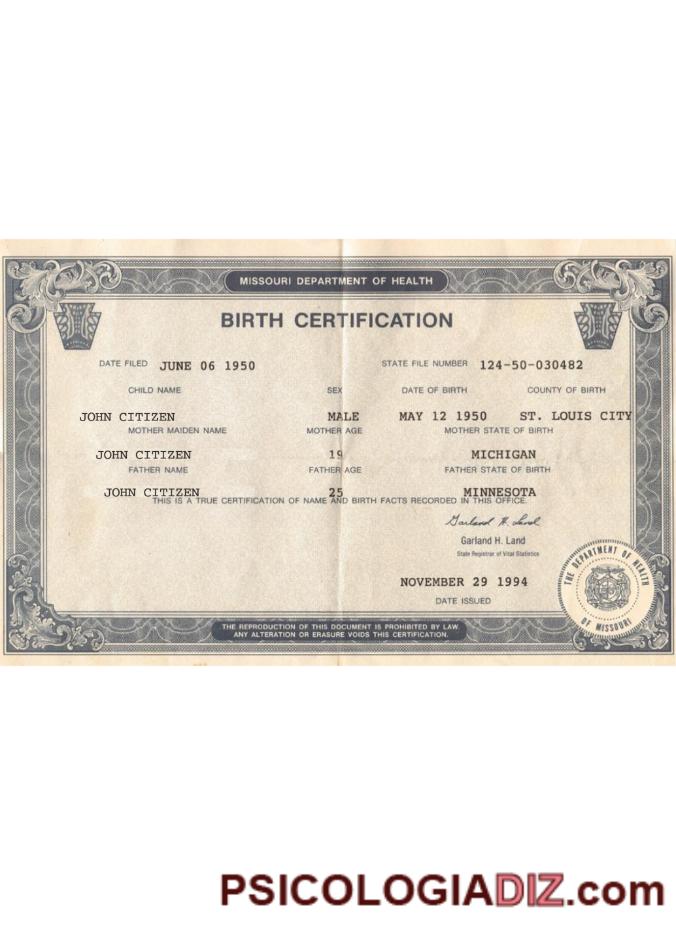 MISSOURI DEPARTMENT OF HEALTH
BIRTH CERTIFICATION
DATE FILED JUNE 06 1950 STATE FILE NUMBER 124-50-030482
CHILD NAME SEX DATE OF BIRTH COUNTY OF BIRTH
JOHN CITIZEN MALE MAY 12 1950 ST. LOUIS CITY
MOTHER MAIDEN NAME MOTHER AGE MOTHER STATE OF BIRTH
JOHN CITIZEN 19 MICHIGAN
FATHER NAME FATHER AGE FATHER STATE OF BIRTH
JOHN CITIZEN 25 MINNESOTA
THIS IS A TRUE CERTIFICATION OF NAME AND BIRTH FACTS RECORDED IN THIS OFFICE.
Garland H. Land
Garland H. Land
State Registrar of Vital Statistics
NOVEMBER 29 1994
DATE ISSUED
THE DEPARTMENT OF HEALTH
OF MISSOURI
THE REPRODUCTION OF THIS DOCUMENT IS PROHIBITED BY LAW
ANY ALTERATION OR ERASURE VOIDS THIS CERTIFICATION.
PSICOLOGIADIZ.com